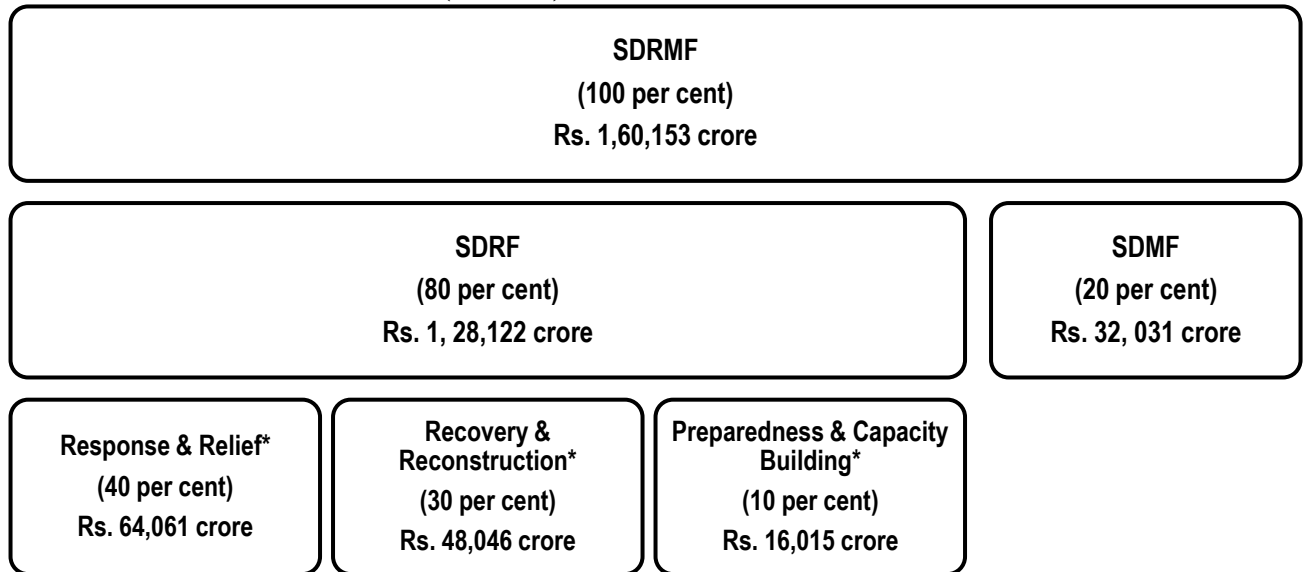 SDRMF
(100 per cent)
Rs. 1,60,153 crore
SDRF
(80 per cent)
Rs. 1, 28,122 crore
SDMF
(20 per cent)
Rs. 32, 031 crore
Response & Relief*
(40 per cent)
Rs. 64,061 crore
Recovery &
Reconstruction*
(30 per cent)
Rs. 48,046 crore
Preparedness & Capacity
Building*
(10 per cent)
Rs. 16,015 crore